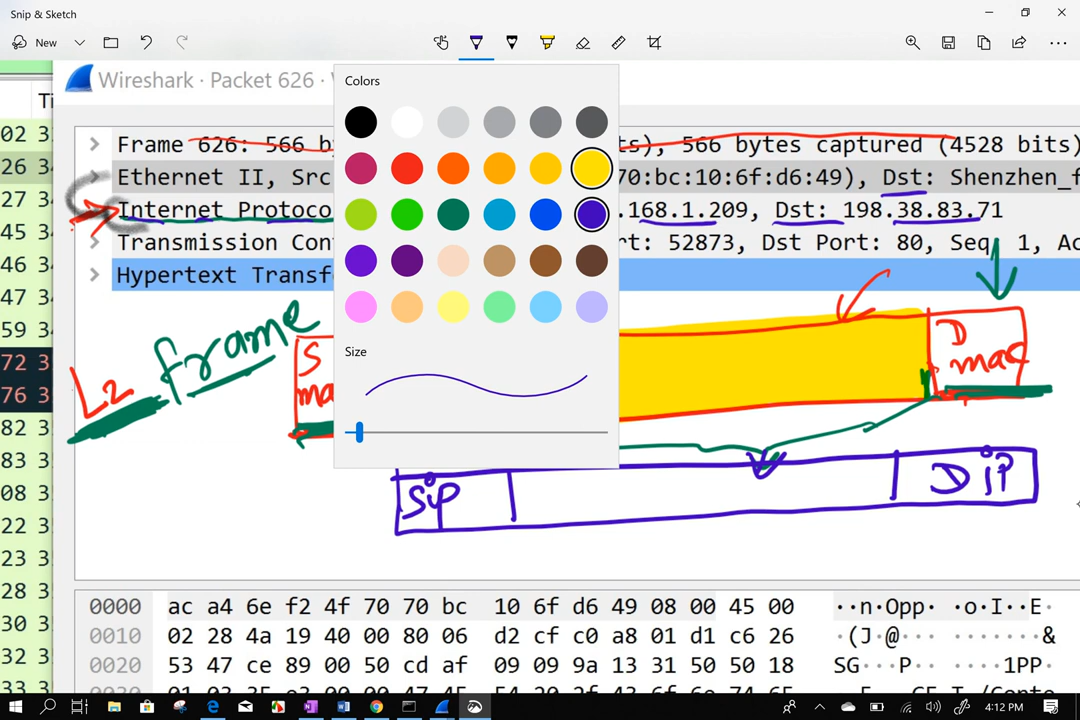 Snip & Sketch
New
Wireshark · Packet 626 ·
Frame 626: 566 by ts), 566 bytes captured (4528 bits)
Ethernet II, Src 70:bc:10:6f:d6:49), Dst: Shenzhen_f
Internet Protoco .168.1.209, Dst: 198.38.83.71
Transmission Con rt: 52873, Dst Port: 80, Seq: 1, Ac
Hypertext Transf
Colors
Size
02 3
26 34
27 34
45 3
46 3
47 3
59 3
72 3
76 3
82 3
83 3
08 3
22 3
23 3
28 3
30 3
32 3
33 3
L2 frame
S mac
D mac
Sip
Dip
0000 ac a4 6e f2 4f 70 70 bc 10 6f d6 49 08 00 45 00 ··n·Opp· ·o·I··E·
0010 02 28 4a 19 40 00 80 06 d2 cf c0 a8 01 d1 c6 26 ·(J·@··· ·······&
0020 53 47 ce 89 00 50 cd af 09 09 9a 13 31 50 50 18 SG···P·· ····1PP·
4:12 PM